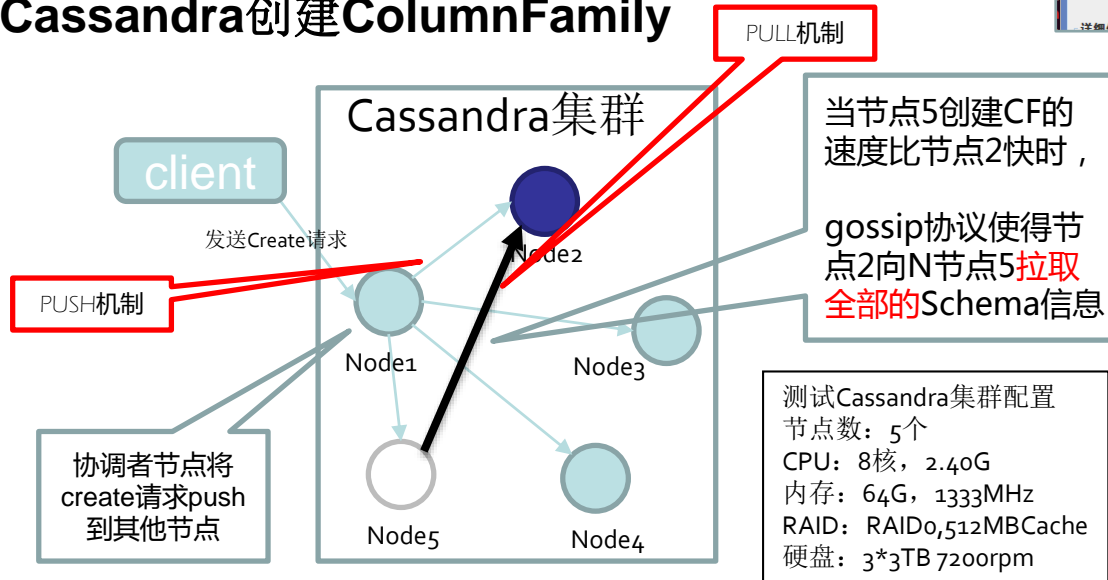 Cassandra创建ColumnFamily
PULL机制
Cassandra集群
client
发送Create请求
Node2
PUSH机制
Node1
Node3
Node5
Node4
协调者节点将
create请求push
到其他节点
当节点5创建CF的
速度比节点2快时，
gossip协议使得节
点2向N节点5拉取
全部的Schema信息
测试Cassandra集群配置
节点数：5个
CPU：8核，2.40G
内存：64G，1333MHz
RAID：RAID0,512MBCache
硬盘：3*3TB 7200rpm